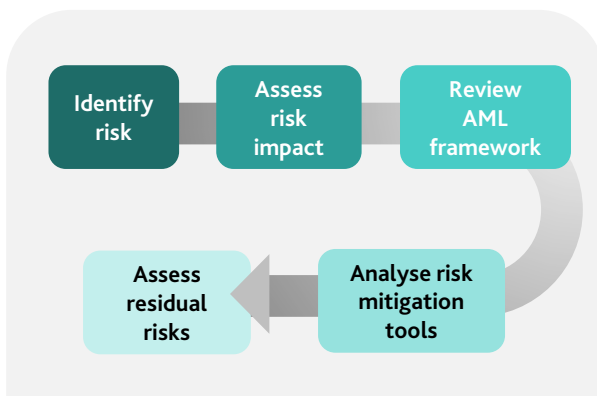 Identify
risk
Assess
risk
impact
Review
AML
framework
Analyse risk
mitigation
tools
Assess
residual
risks